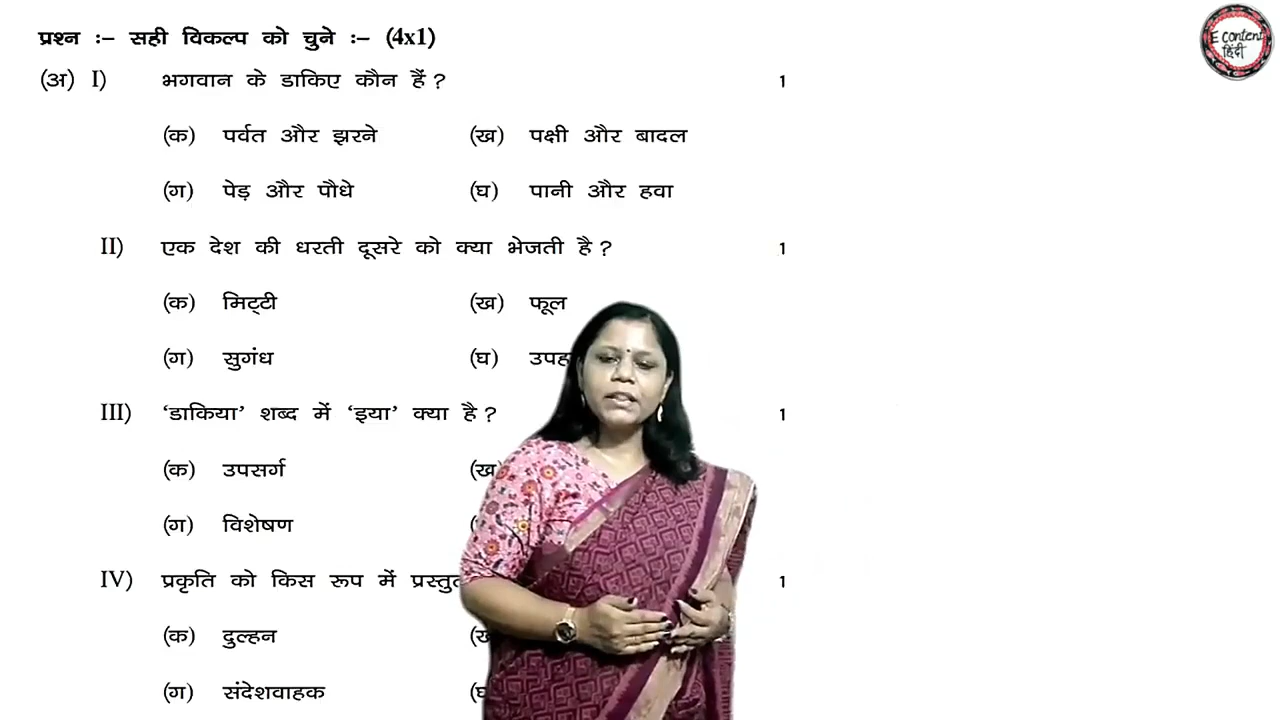 प्रश्न :– सही विकल्प को चुने :– (4x1)
E content
हिंदी
(अ) I) भगवान के डाकिए कौन हैं ? 1
(क) पर्वत और झरने (ख) पक्षी और बादल
(ग) पेड़ और पौधे (घ) पानी और हवा
II) एक देश की धरती दूसरे को क्या भेजती है ? 1
(क) मिट्टी (ख) फूल
(ग) सुगंध (घ)
III) 'डाकिया' शब्द में 'इया' क्या है ? 1
(क) उपसर्ग (ख
(ग) विशेषण
IV) प्रकृति को किस रूप में 1
(क) दुल्हन
(ग) संदेशवाहक